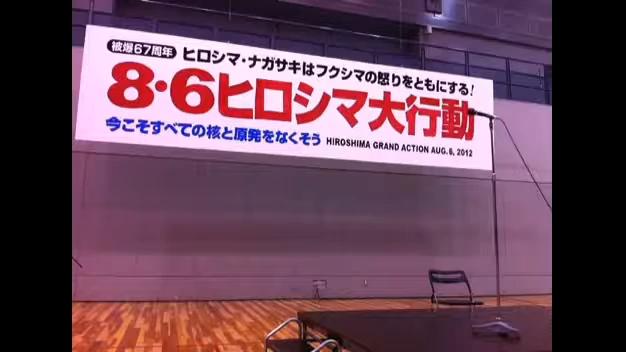 被爆67周年 ヒロシマ・ナガサキはフクシマの怒りをともにする!
8・6ヒロシマ大行動
今こそすべての核と原発をなくそう HIROSHIMA GRAND ACTION AUG. 6, 2012